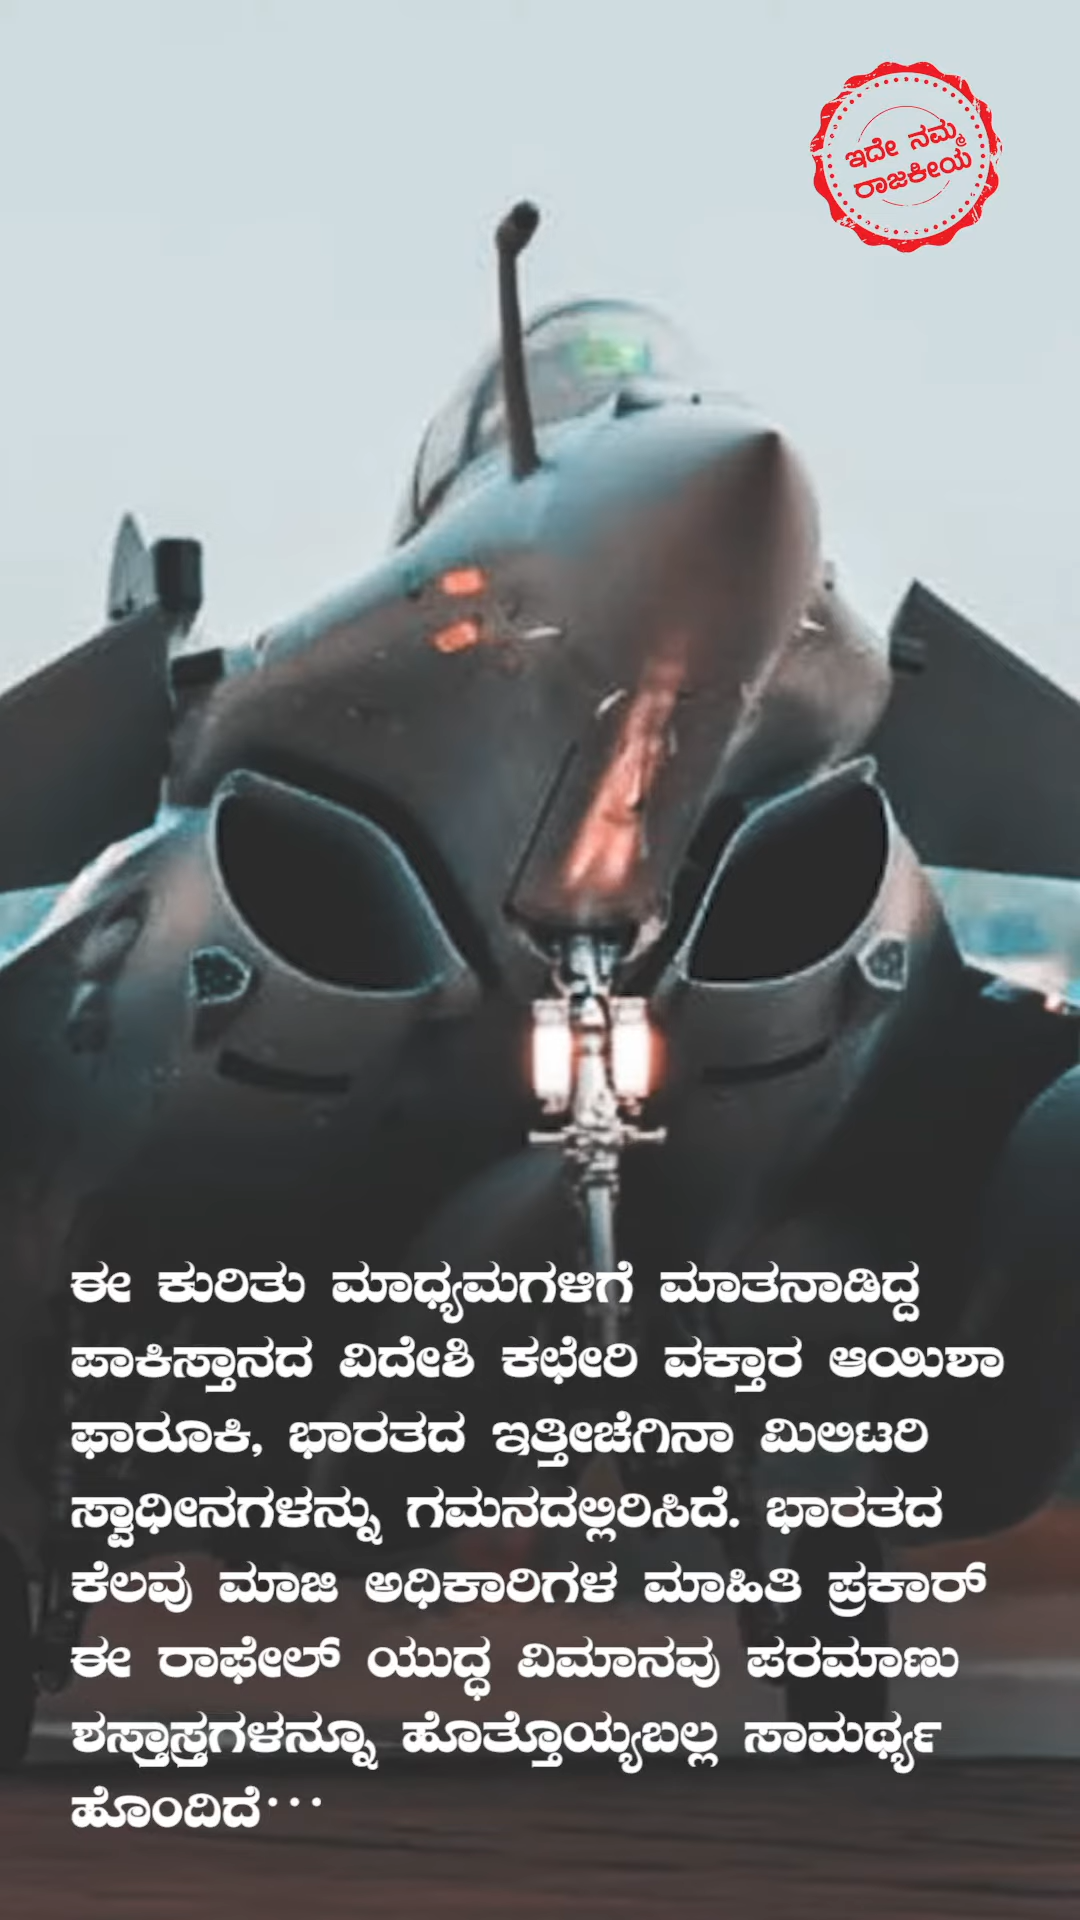 ಇದೇ ನಮ್ಮ
ರಾಜಕೀಯ
ಈ ಕುರಿತು ಮಾಧ್ಯಮಗಳಿಗೆ ಮಾತನಾಡಿದ್ದ
ಪಾಕಿಸ್ತಾನದ ವಿದೇಶಿ ಕಛೇರಿ ವಕ್ತಾರ ಆಯಿಶಾ
ಫಾರೂಕಿ, ಭಾರತದ ಇತ್ತೀಚೆಗಿನಾ ಮಿಲಿಟರಿ
ಸ್ವಾಧೀನಗಳನ್ನು ಗಮನದಲ್ಲಿರಿಸಿದೆ. ಭಾರತದ
ಕೆಲವು ಮಾಜಿ ಅಧಿಕಾರಿಗಳ ಮಾಹಿತಿ ಪ್ರಕಾರ್
ಈ ರಾಫೇಲ್ ಯುದ್ಧ ವಿಮಾನವು ಪರಮಾಣು
ಶಸ್ತ್ರಾಸ್ತ್ರಗಳನ್ನೂ ಹೊತ್ತೊಯ್ಯಬಲ್ಲ ಸಾಮರ್ಥ್ಯ
ಹೊಂದಿದೆ...